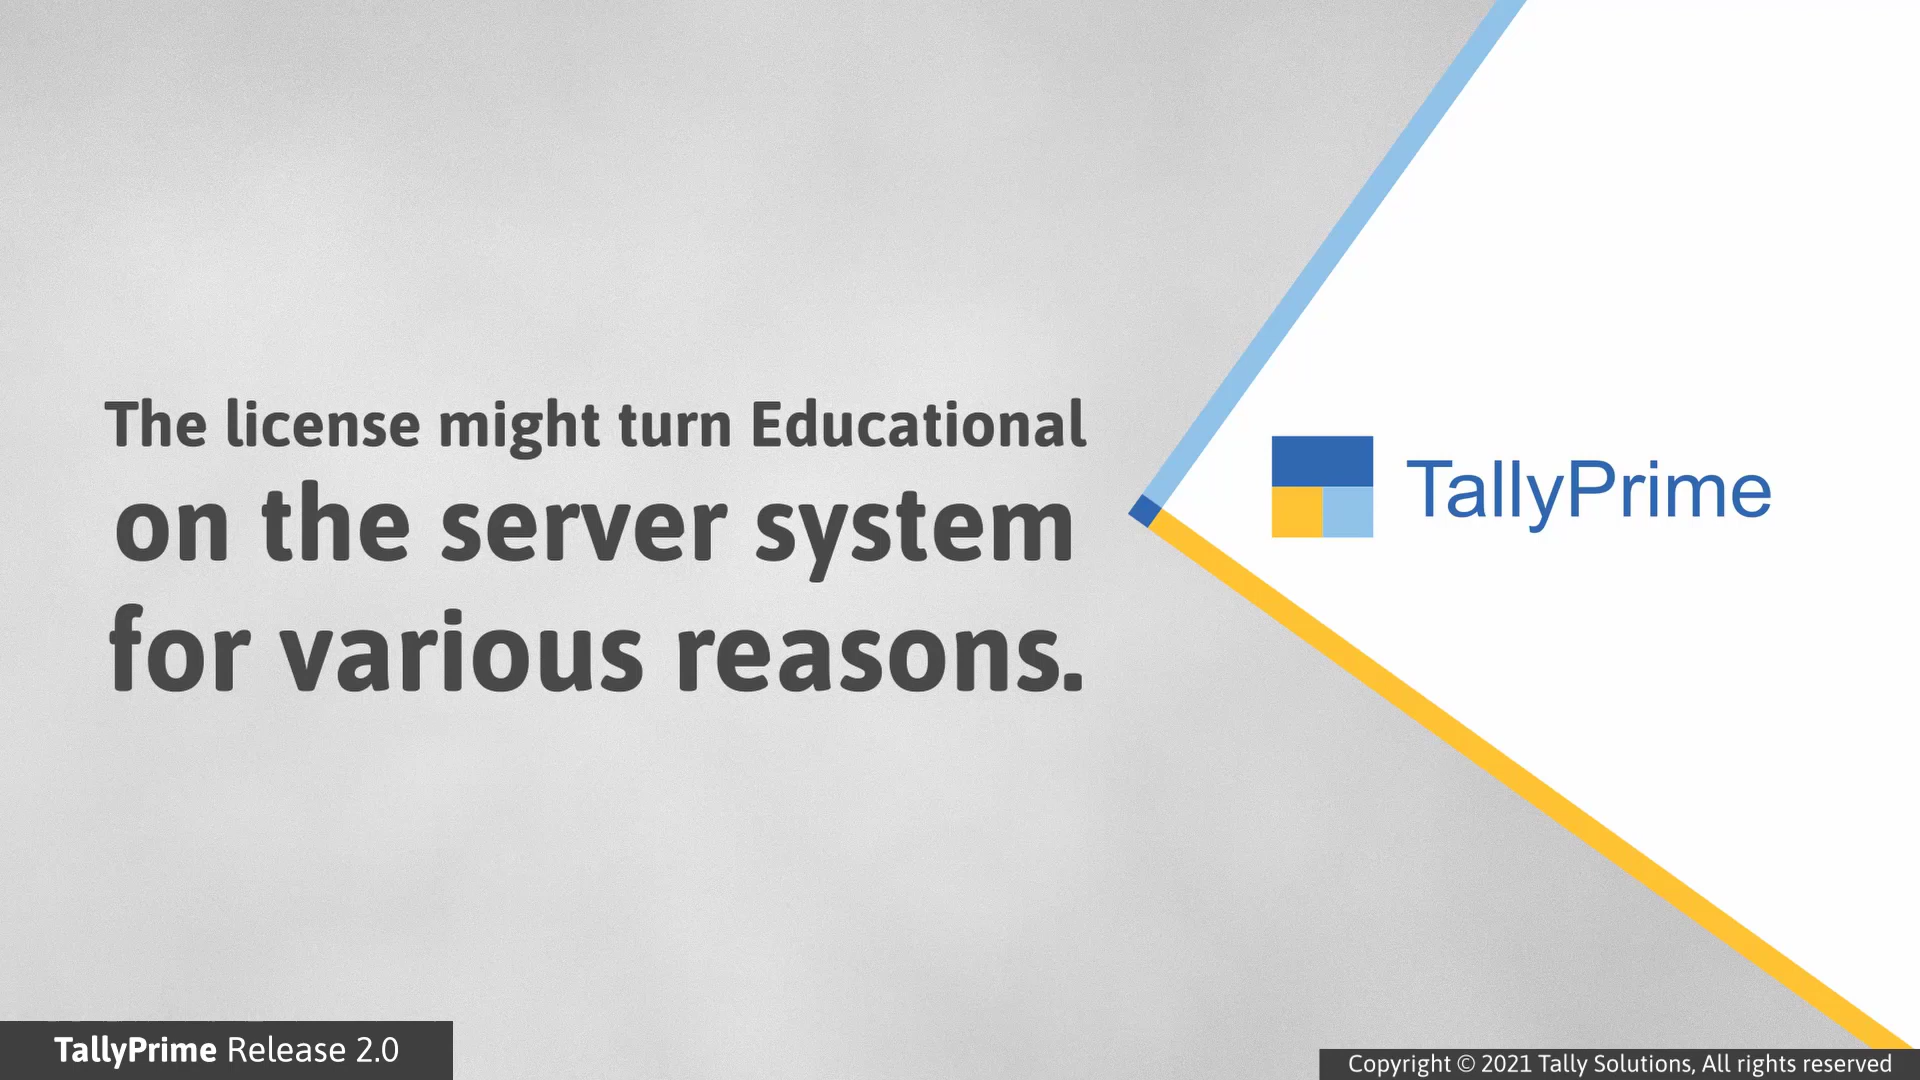 The license might turn Educational
on the server system
for various reasons.
TallyPrime
TallyPrime Release 2.0
Copyright © 2021 Tally Solutions, All rights reserved